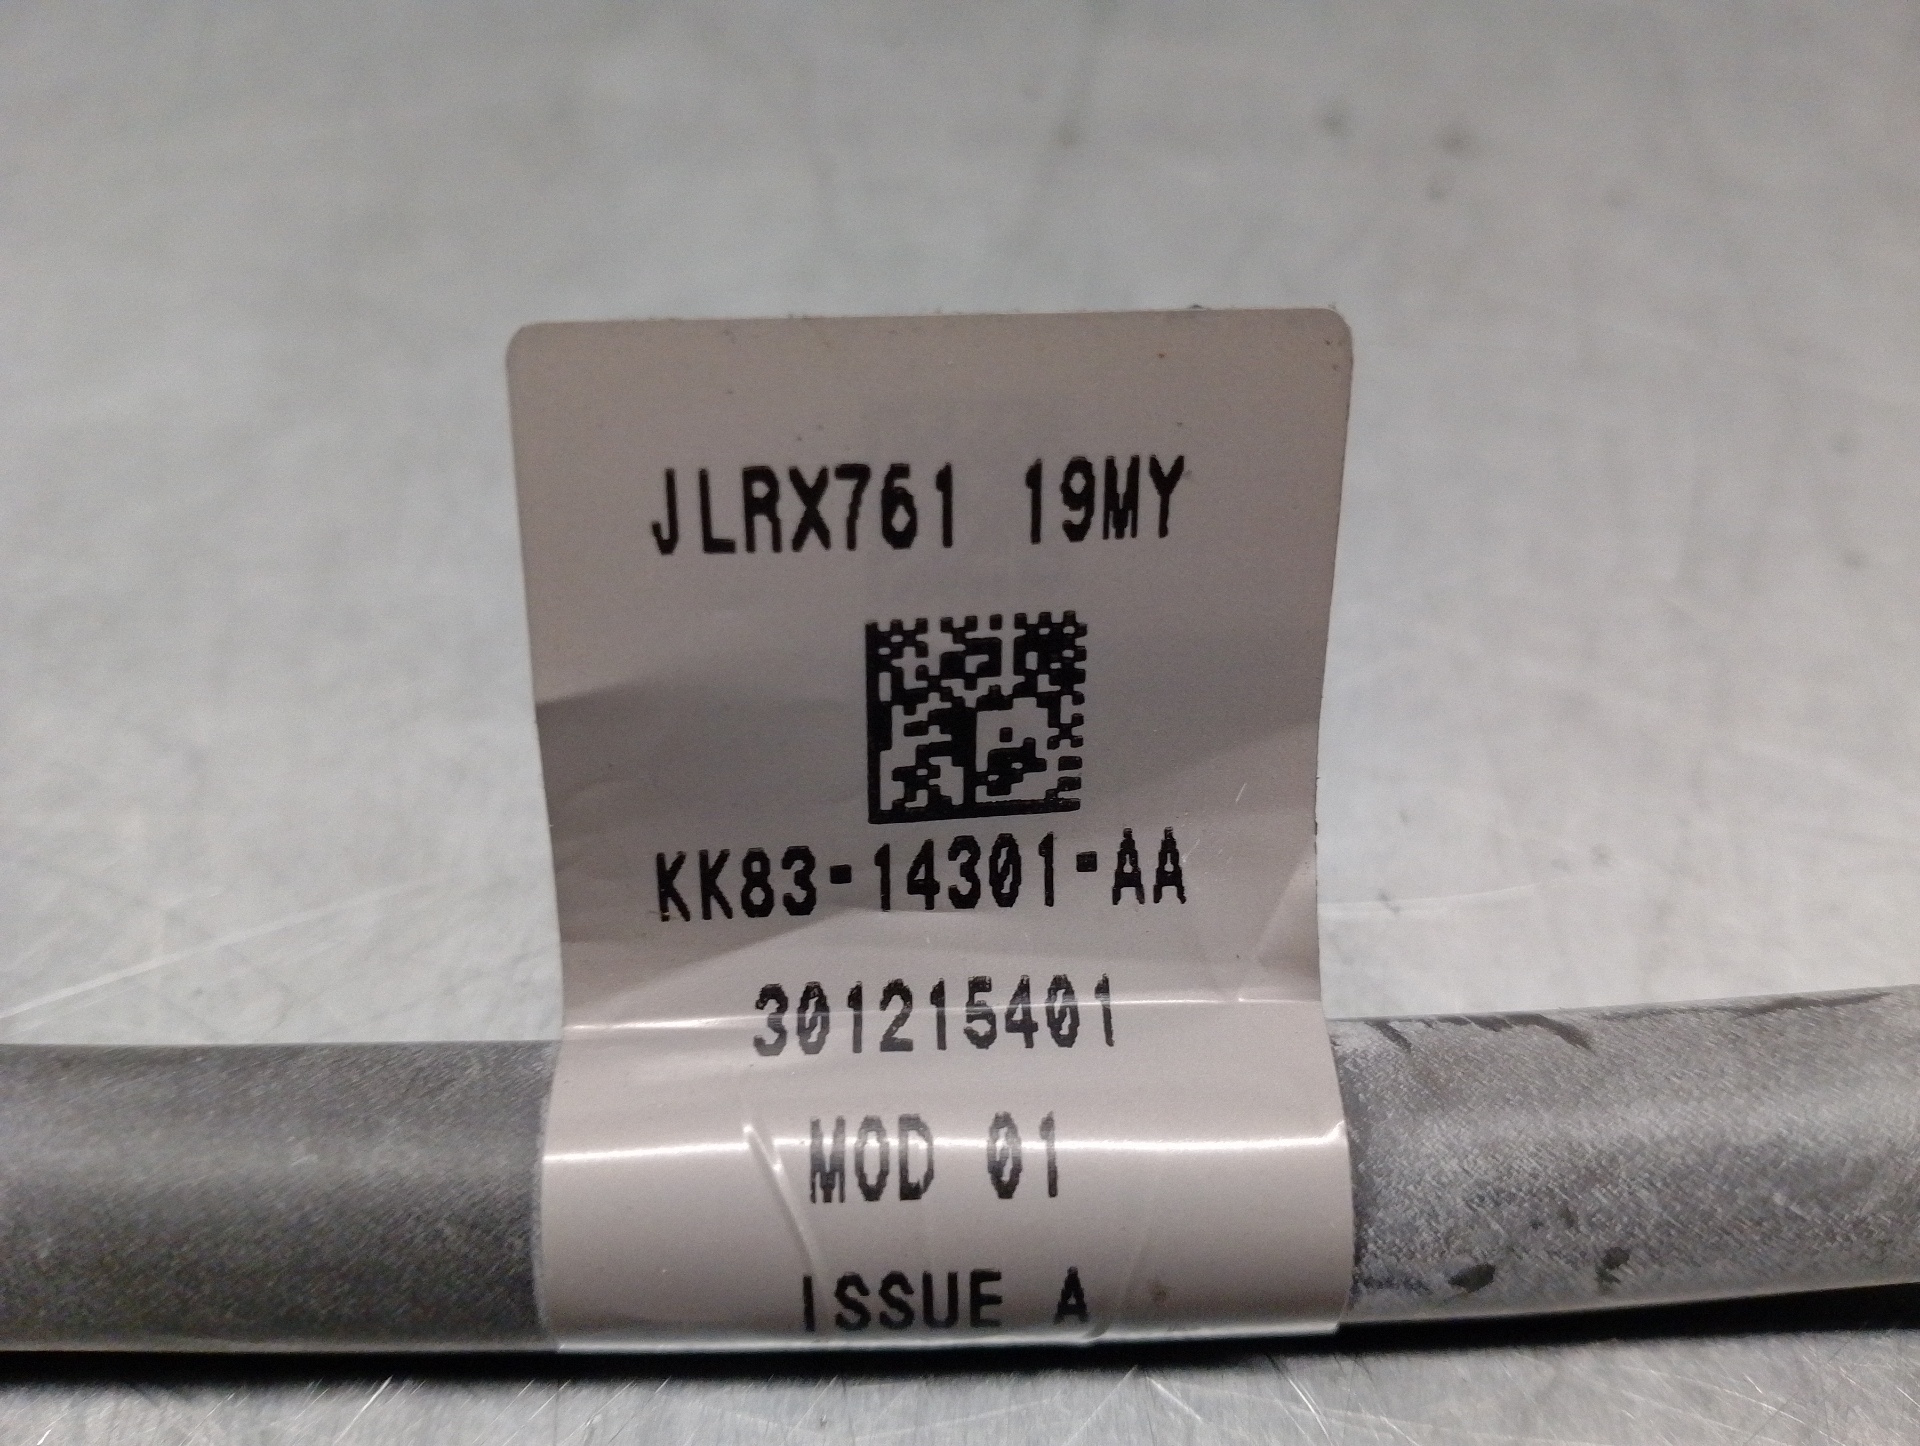 JLRX761 19MY
KK83-14301-AA
301215401
MOD 01
ISSUE A